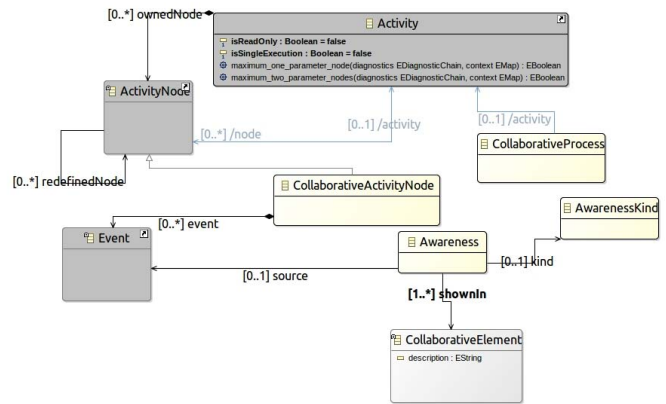 [0..*] ownedNode
Activity
isReadOnly : Boolean = false
isSingleExecution : Boolean = false
maximum_one_parameter_node(diagnostics EDiagnosticChain, context EMap) : EBoolean
maximum_two_parameter_nodes(diagnostics EDiagnosticChain, context EMap) : EBoolean
ActivityNode
[0..*] /node
[0..1] /activity
[0..1] /activity
CollaborativeProcess
[0..*] redefinedNode
CollaborativeActivityNode
[0..*] event
Event
AwarenessKind
Awareness
[0..1] kind
[0..1] source
[1..*] shownIn
CollaborativeElement
description : EString